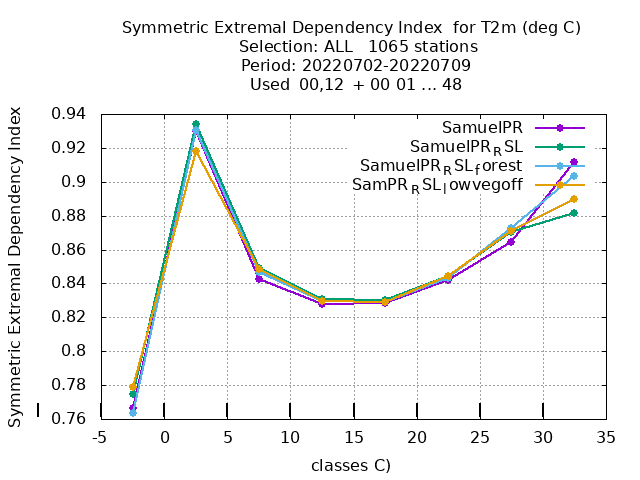 Symmetric Extremal Dependency Index  for T2m (deg C)
Selection: ALL   1065 stations
Period: 20220702-20220709
Used  00,12  + 00 01 ... 48
Symmetric Extremal Dependency Index
0.94
0.92
0.9
0.88
0.86
0.84
0.82
0.8
0.78
0.76
SamuelPR
SamuelPR_RSL
SamuelPR_RSL_forest
SamPR_RSL_lowvegoff
-5 0 5 10 15 20 25 30 35
classes C)